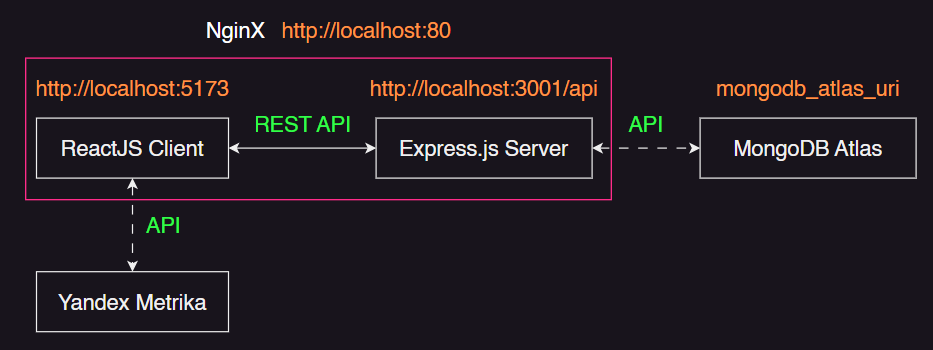 NginX http://localhost:80
http://localhost:5173 http://localhost:3001/api mongodb_atlas_uri
REST API API
ReactJS Client Express.js Server MongoDB Atlas
API
Yandex Metrika